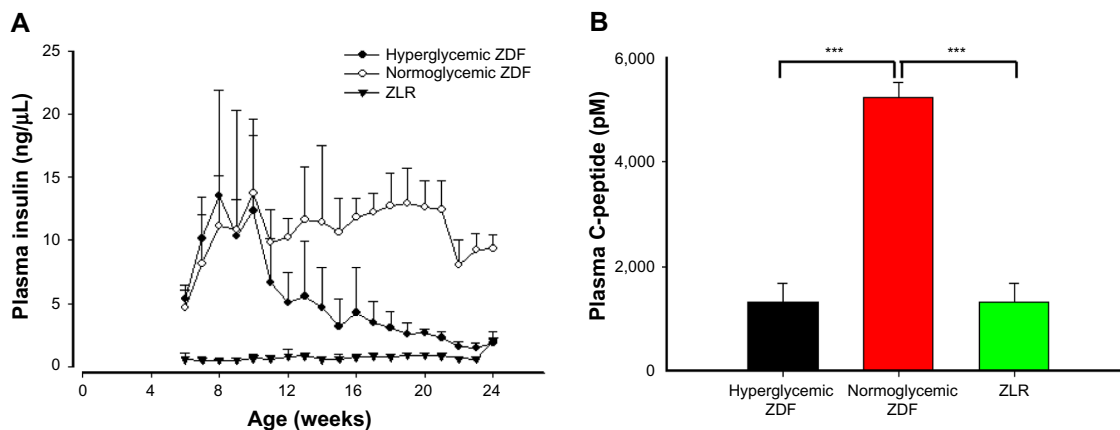 A
Plasma insulin (ng/µL)
25
20
15
10
5
0
0 4 8 12 16 20 24
Age (weeks)
Hyperglycemic ZDF
Normoglycemic ZDF
ZLR
B
Plasma C-peptide (pM)
6,000
4,000
2,000
0
*** ***
Hyperglycemic
ZDF
Normoglycemic
ZDF
ZLR